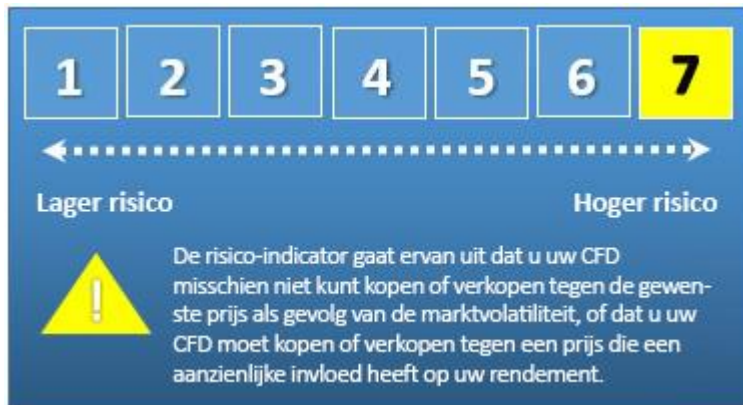 1 2 3 4 5 6 7
Lager risico Hoger risico
De risico-indicator gaat ervan uit dat u uw CFD
misschien niet kunt kopen of verkopen tegen de gewen-
ste prijs als gevolg van de marktvolatiliteit, of dat u uw
CFD moet kopen of verkopen tegen een prijs die een
aanzienlijke invloed heeft op uw rendement.
!